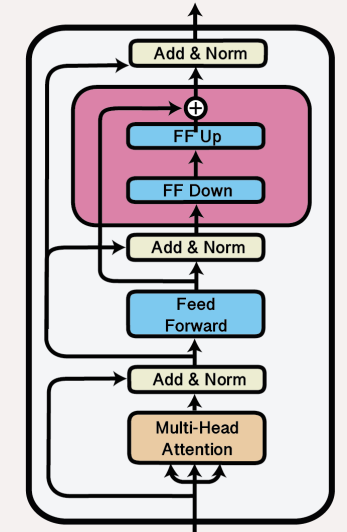 Add & Norm
+
FF Up
FF Down
Add & Norm
Feed
Forward
Add & Norm
Multi-Head
Attention